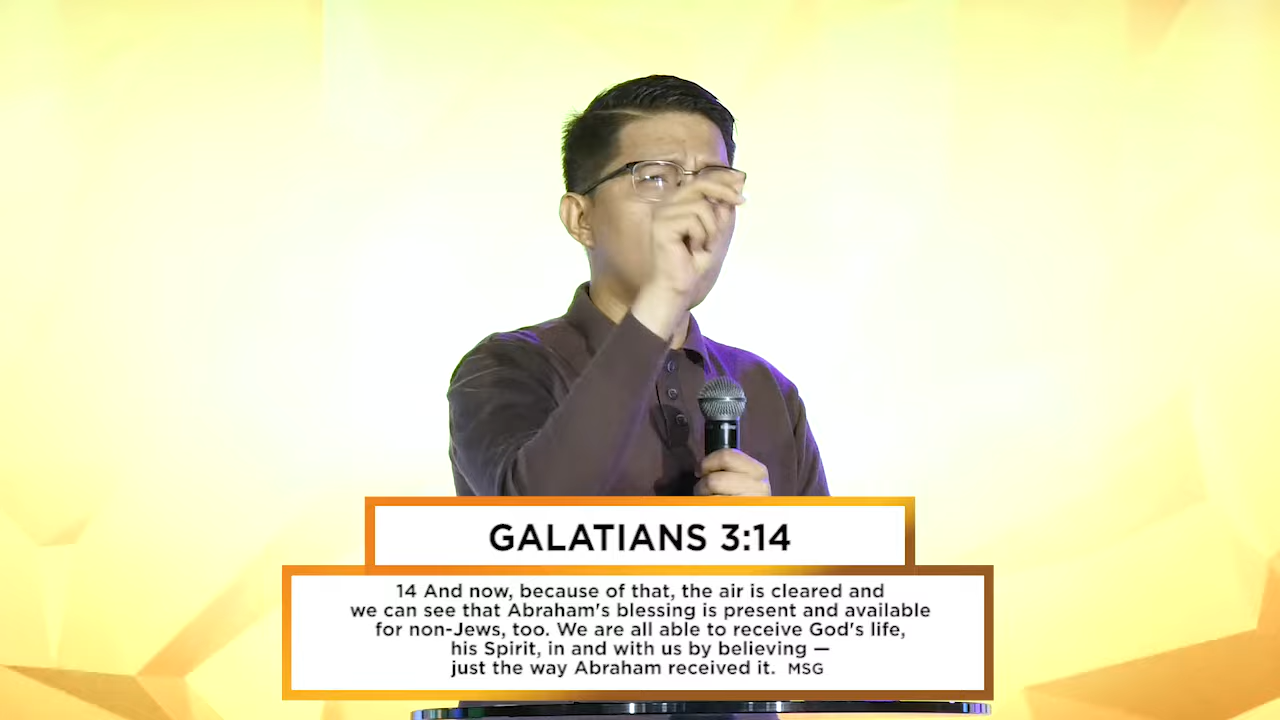 GALATIANS 3:14
14 And now, because of that, the air is cleared and
we can see that Abraham's blessing is present and available
for non-Jews, too. We are all able to receive God's life,
his Spirit, in and with us by believing —
just the way Abraham received it. MSG